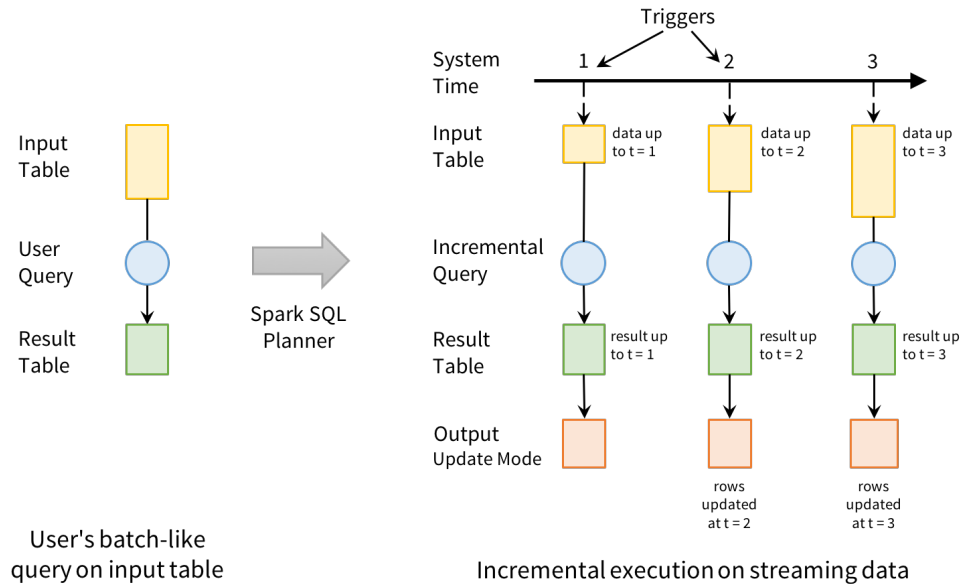 Triggers
System
Time
1
2
3
Input
Table
Input
Table
data up
to t = 1
data up
to t = 2
data up
to t = 3
User
Query
Spark SQL
Planner
Incremental
Query
Result
Table
Result
Table
result up
to t = 1
result up
to t = 2
result up
to t = 3
Output
Update Mode
rows
updated
at t = 2
rows
updated
at t = 3
User's batch-like
query on input table
Incremental execution on streaming data